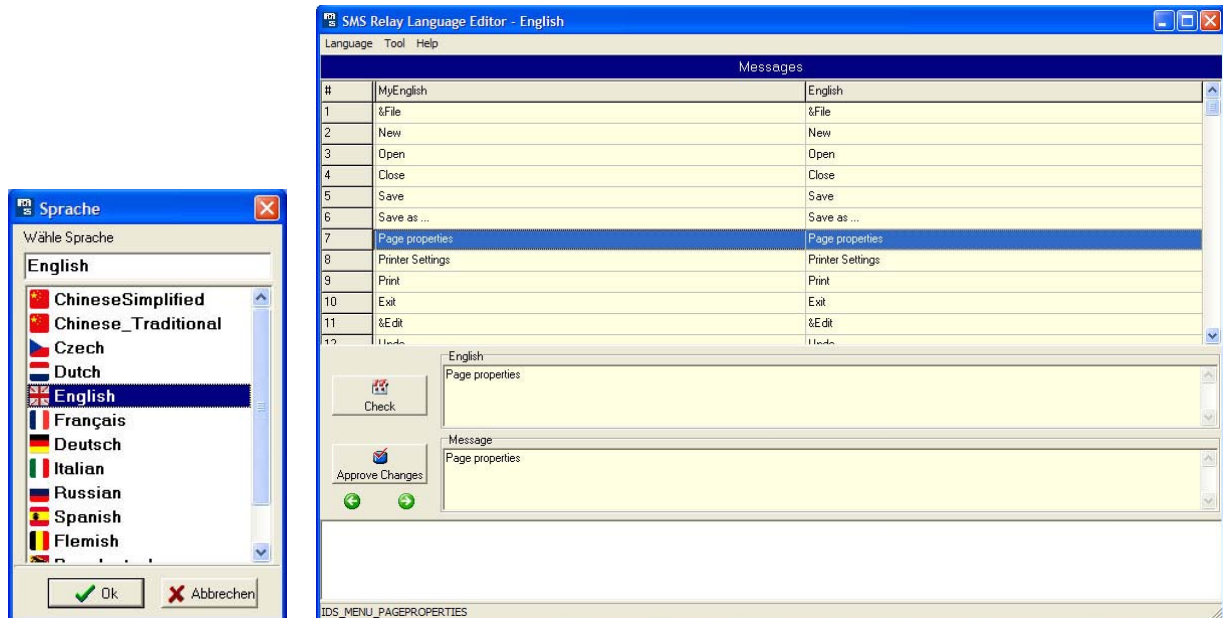 Sprache
Wähle Sprache
English
ChineseSimplified
Chinese_Traditional
Czech
Dutch
English
Français
Deutsch
Italian
Russian
Spanish
Flemish
Ok
Abbrechen
SMS Relay Language Editor - English
Language Tool Help
Messages
# MyEnglish English
1 &File &File
2 New New
3 Open Open
4 Close Close
5 Save Save
6 Save as ... Save as ...
7 Page properties Page properties
8 Printer Settings Printer Settings
9 Print Print
10 Exit Exit
11 &Edit &Edit
12 Undo Undo
English
Page properties
Check
Message
Page properties
Approve Changes
IDS_MENU_PAGEPROPERTIES